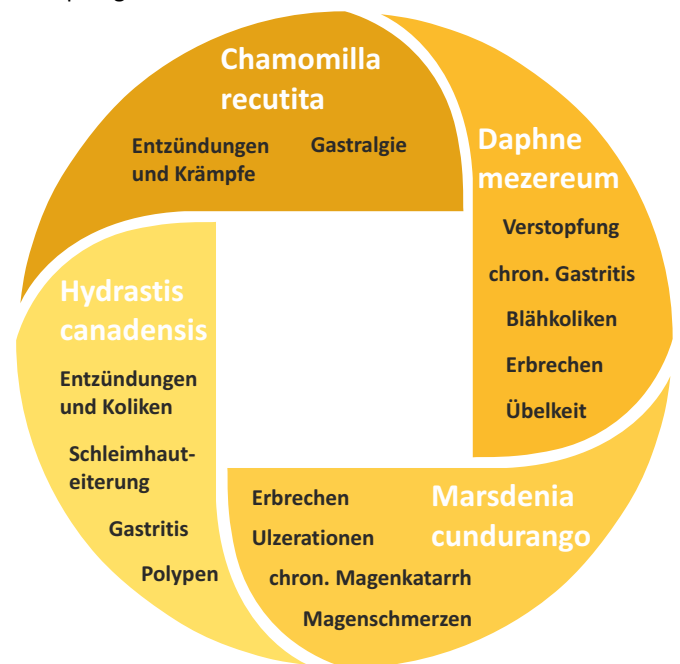 Chamomilla
recutita
Entzündungen
und Krämpfe
Gastralgie
Daphne
mezereum
Verstopfung
chron. Gastritis
Blähkoliken
Erbrechen
Übelkeit
Marsdenia
cundurango
Erbrechen
Ulzerationen
chron. Magenkatarrh
Magenschmerzen
Hydrastis
canadensis
Entzündungen
und Koliken
Schleimhaut-
eiterung
Gastritis
Polypen